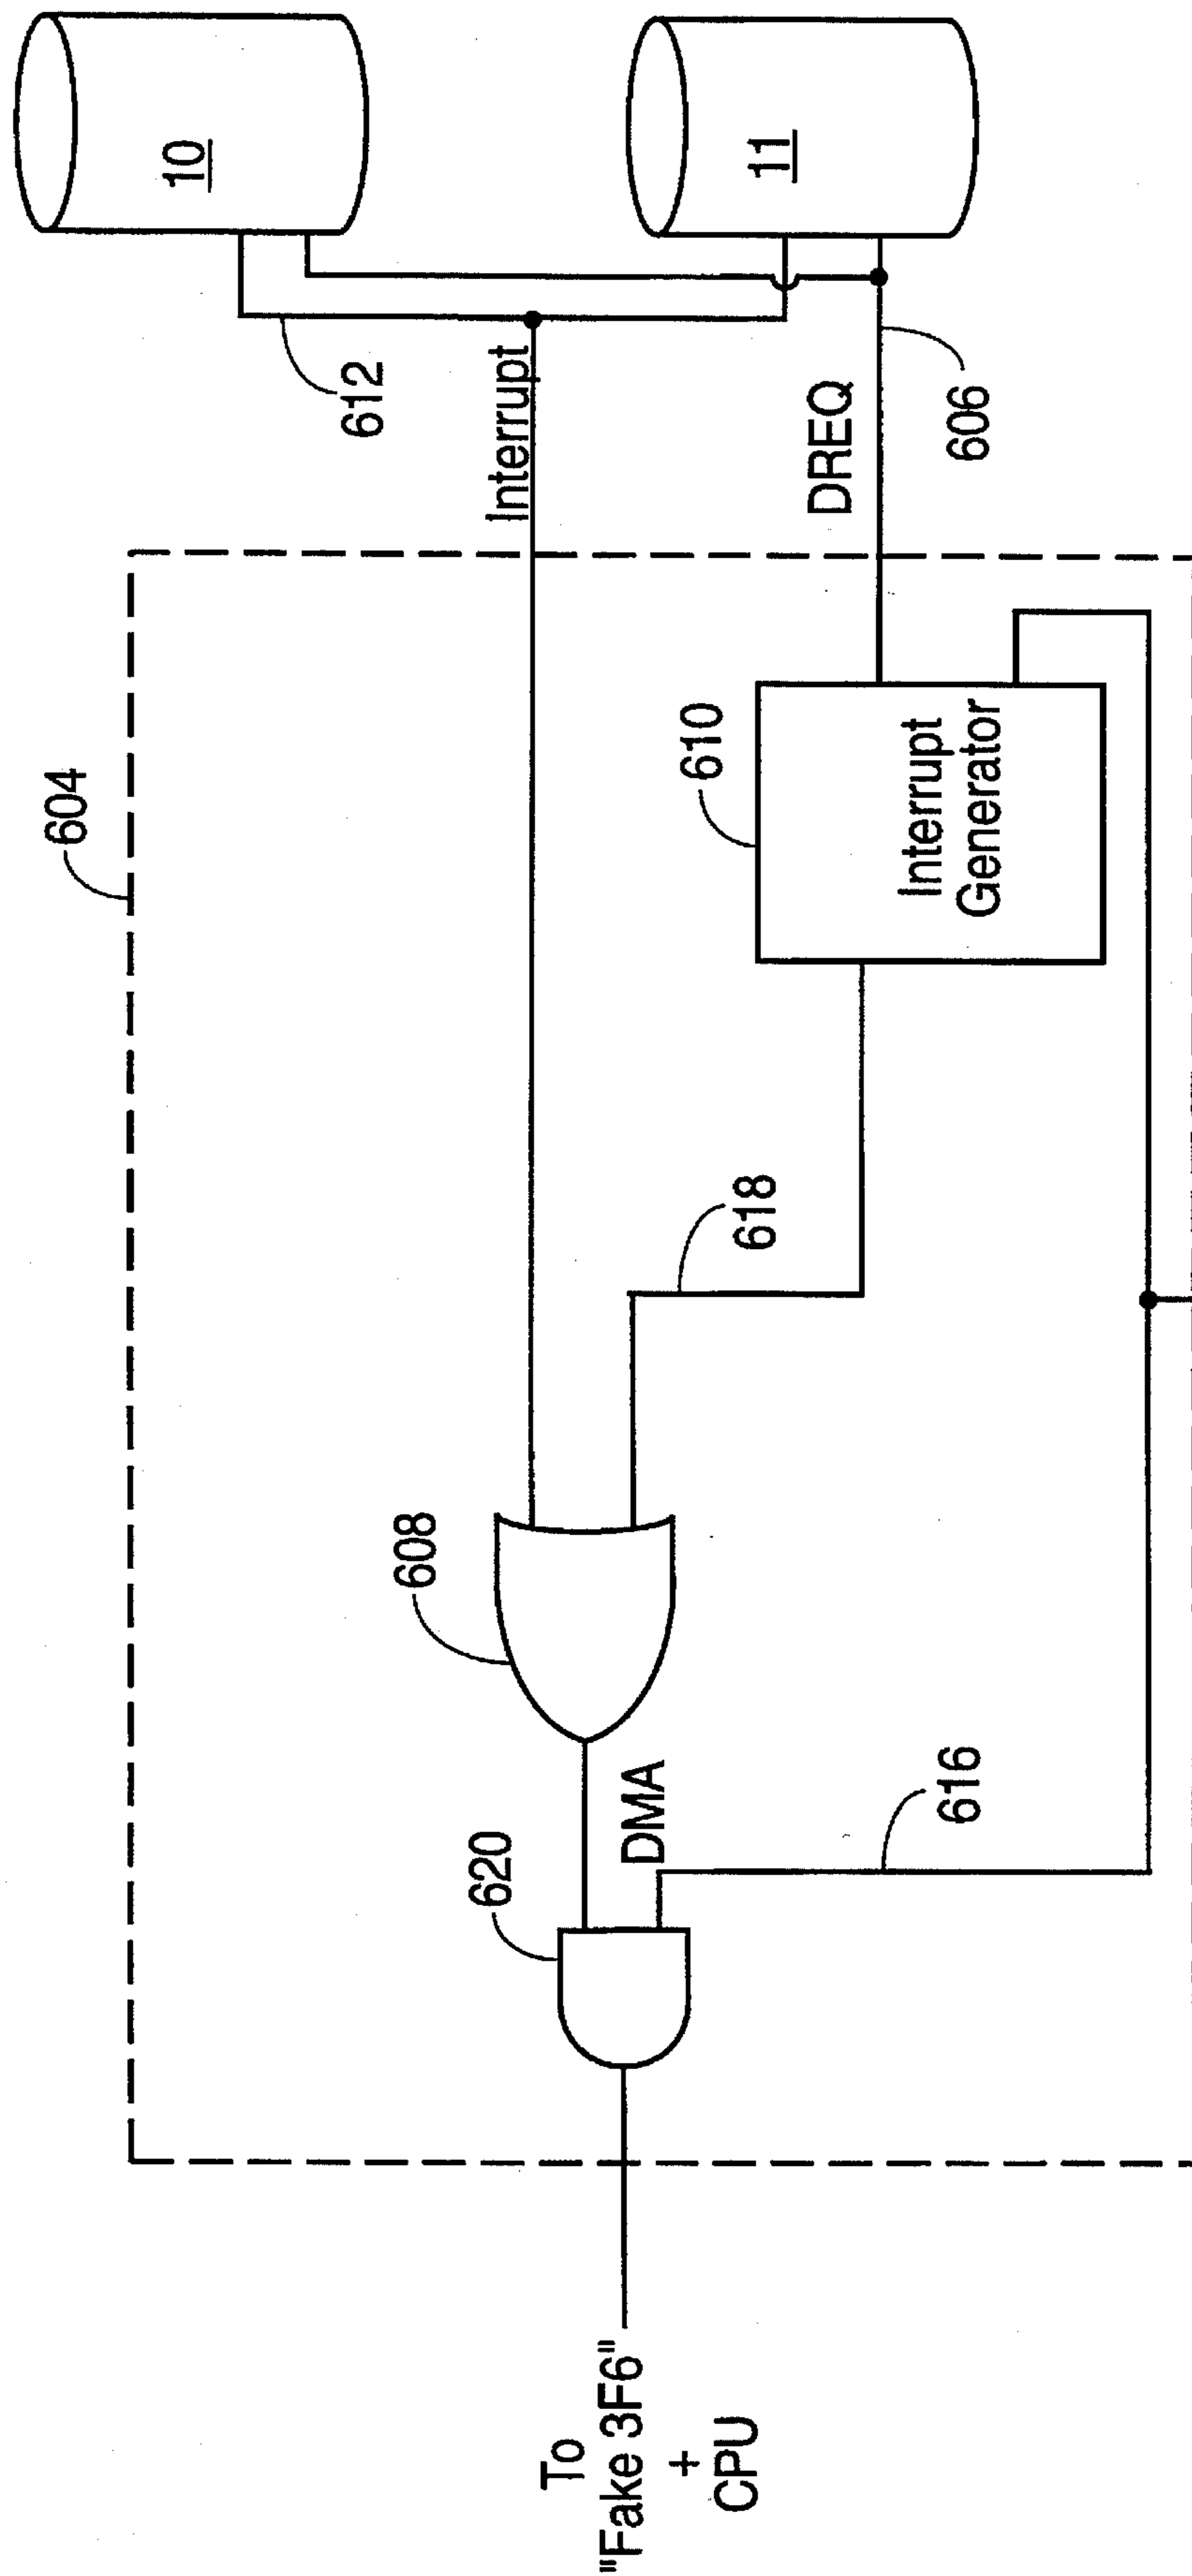 604
10
612
Interrupt
11
DREQ
606
610
Interrupt
Generator
618
608
620
DMA
616
To
"Fake 3F6"
+
CPU